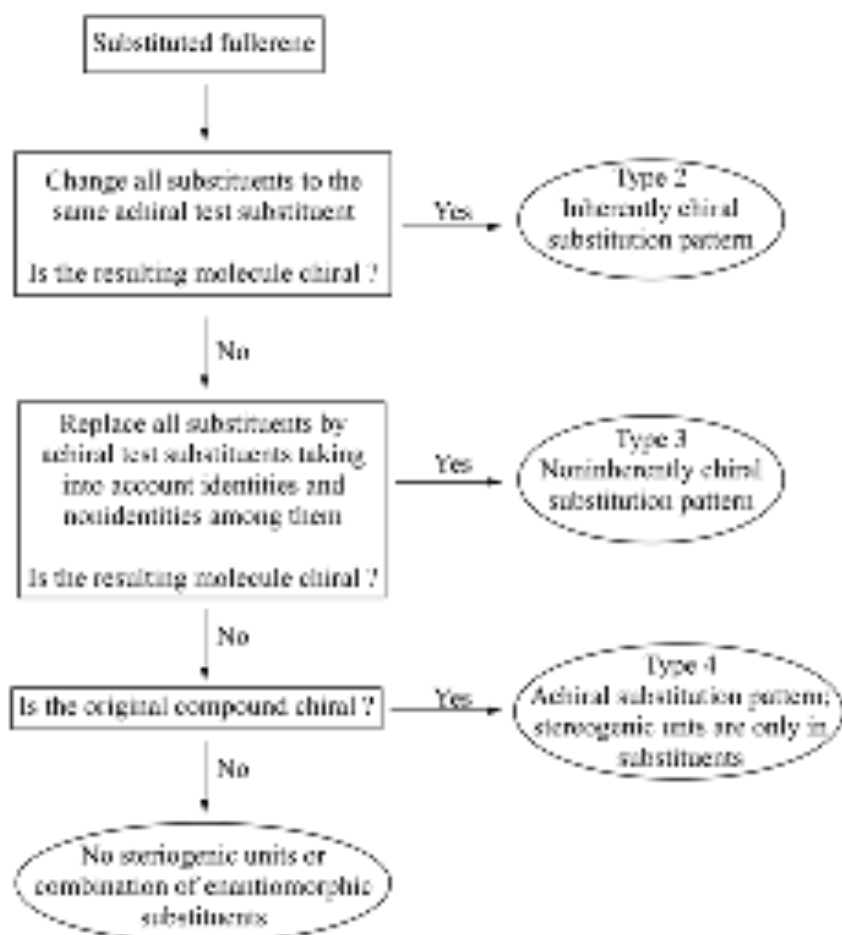 Substituted fullerene
Change all substituents to the
same achiral test substituent
Is the resulting molecule chiral ?
Yes
Type 2
Inherently chiral
substitution pattern
No
Replace all substituents by
achiral test substituents taking
into account identities and
nonidentities among them
Is the resulting molecule chiral ?
Yes
Type 3
Noninherently chiral
substitution pattern
No
Is the original compound chiral ?
Yes
Type 4
Achiral substitution pattern;
stereogenic units are only in
substituents
No
No steriogenic units or
combination of enantiomorphic
substituents